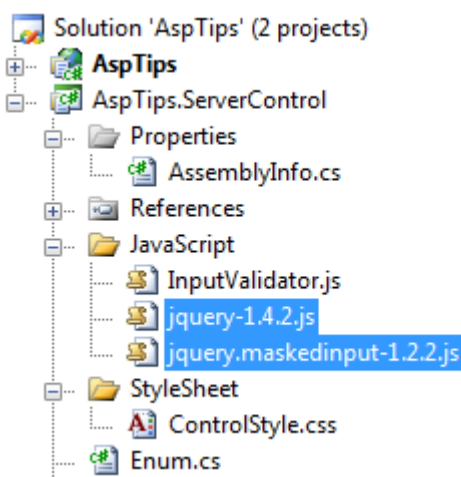 Solution 'AspTips' (2 projects)
AspTips
AspTips.ServerControl
Properties
AssemblyInfo.cs
References
JavaScript
InputValidator.js
jquery-1.4.2.js
jquery.maskedinput-1.2.2.js
StyleSheet
ControlStyle.css
Enum.cs